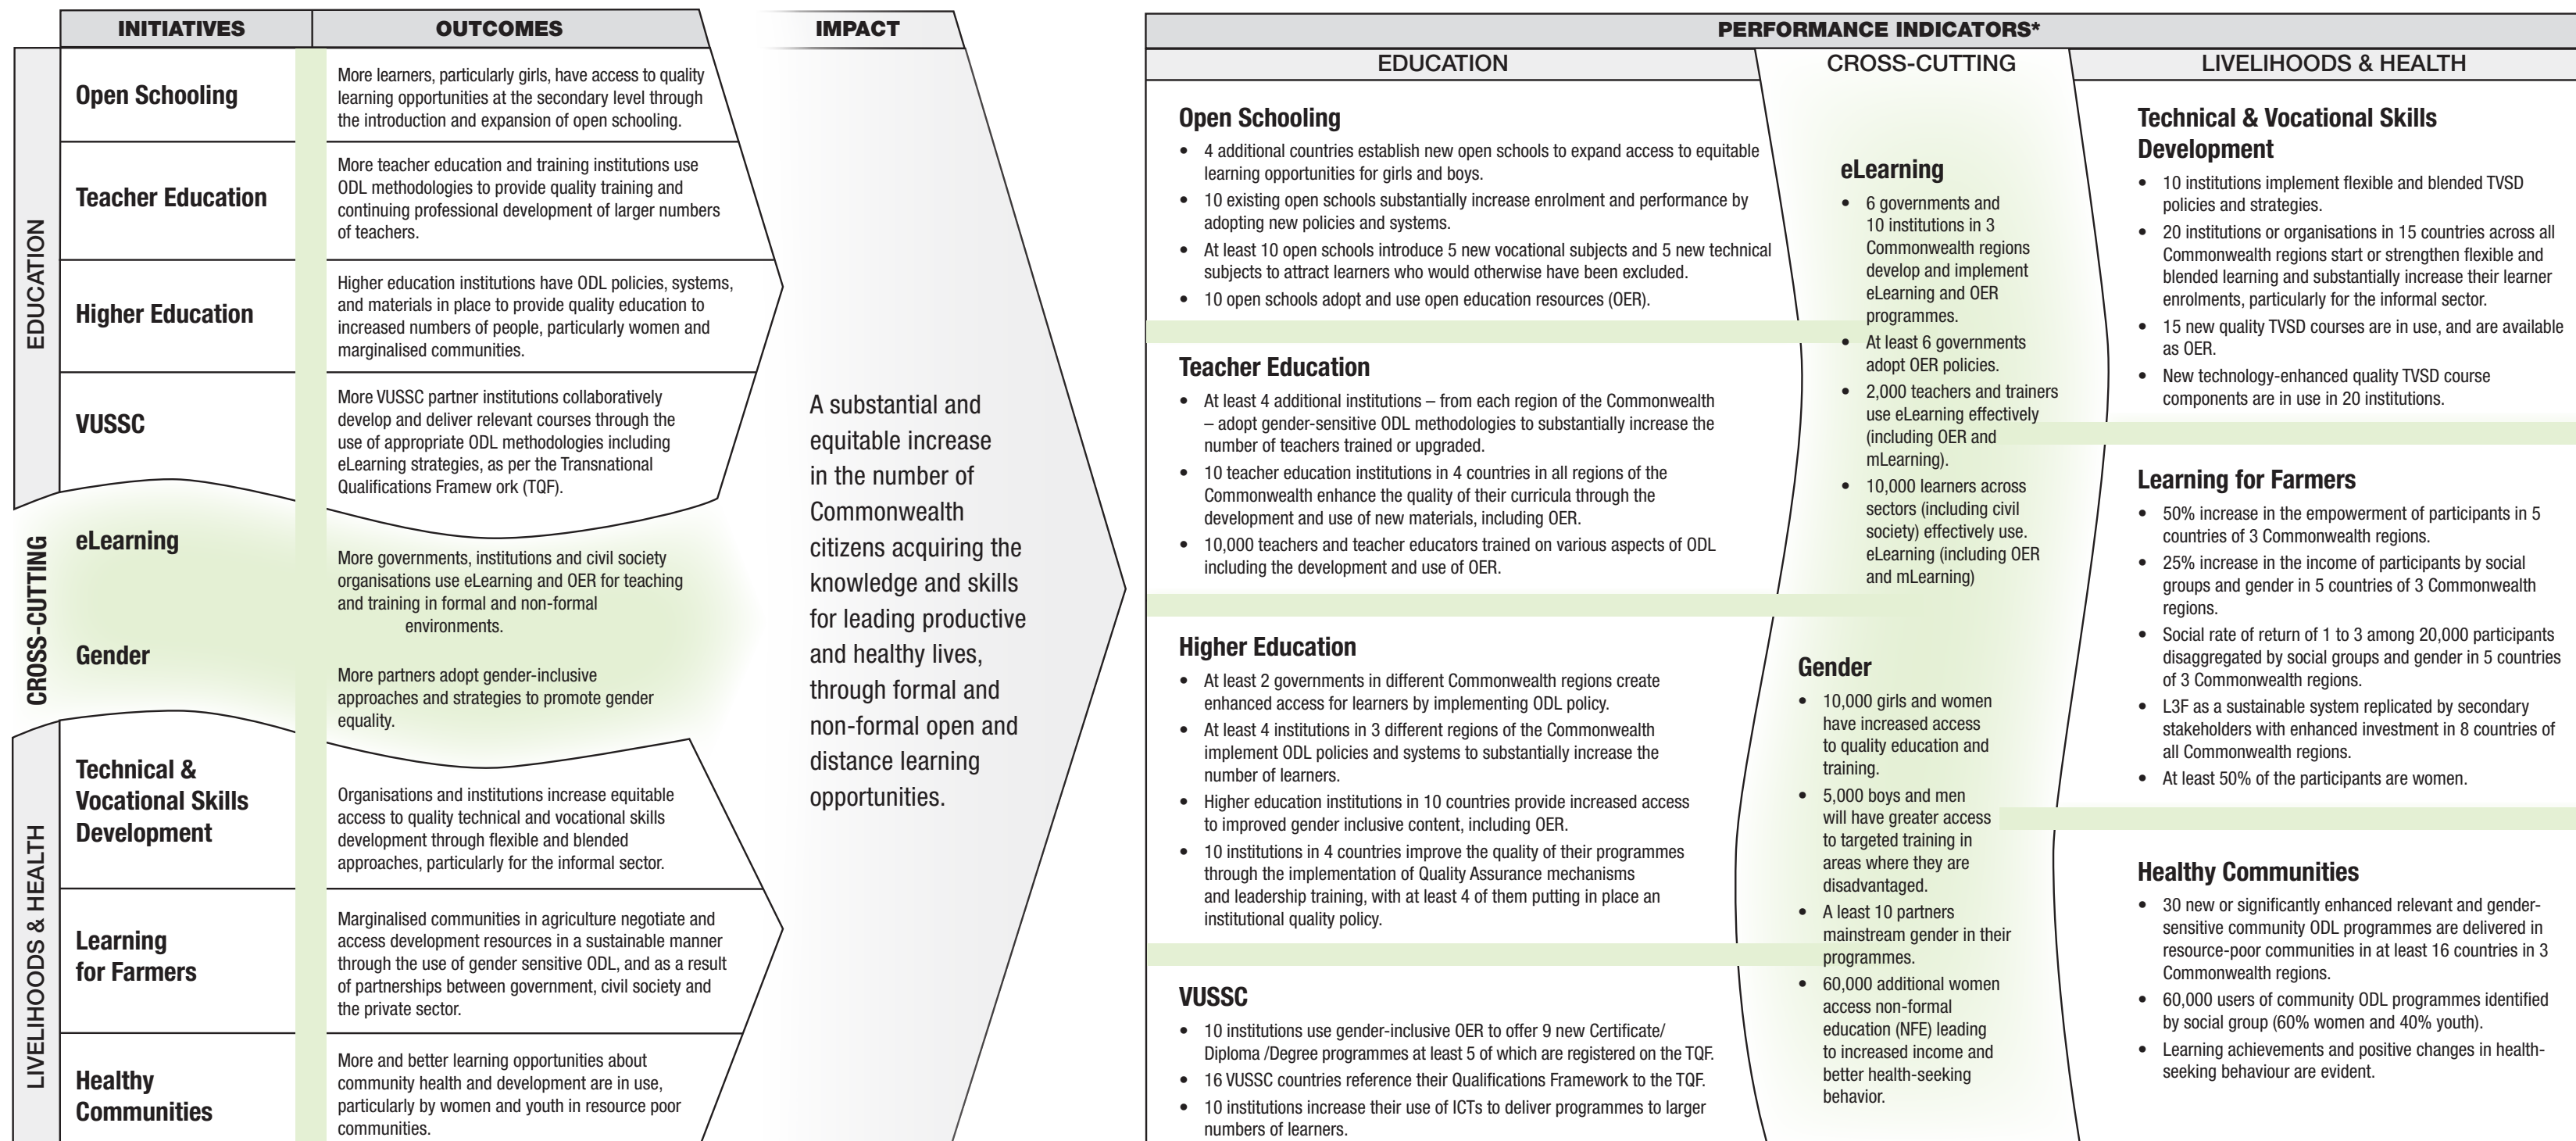 INITIATIVES
OUTCOMES
IMPACT
EDUCATION
Open Schooling
More learners, particularly girls, have access to quality
learning opportunities at the secondary level through
the introduction and expansion of open schooling.
Teacher Education
More teacher education and training institutions use
ODL methodologies to provide quality training and
continuing professional development of larger numbers
of teachers.
Higher Education
Higher education institutions have ODL policies, systems,
and materials in place to provide quality education to
increased numbers of people, particularly women and
marginalised communities.
VUSSC
More VUSSC partner institutions collaboratively
develop and deliver relevant courses through the
use of appropriate ODL methodologies including
eLearning strategies, as per the Transnational
Qualifications Framew ork (TQF).
CROSS-CUTTING
eLearning
More governments, institutions and civil society
organisations use eLearning and OER for teaching
and training in formal and non-formal
environments.
Gender
More partners adopt gender-inclusive
approaches and strategies to promote gender
equality.
LIVELIHOODS & HEALTH
Technical &
Vocational Skills
Development
Organisations and institutions increase equitable
access to quality technical and vocational skills
development through flexible and blended
approaches, particularly for the informal sector.
Learning
for Farmers
Marginalised communities in agriculture negotiate and
access development resources in a sustainable manner
through the use of gender sensitive ODL, and as a result
of partnerships between government, civil society and
the private sector.
Healthy
Communities
More and better learning opportunities about
community health and development are in use,
particularly by women and youth in resource poor
communities.
A substantial and
equitable increase
in the number of
Commonwealth
citizens acquiring the
knowledge and skills
for leading productive
and healthy lives,
through formal and
non-formal open and
distance learning
opportunities.
PERFORMANCE INDICATORS*
EDUCATION
Open Schooling
• 4 additional countries establish new open schools to expand access to equitable
learning opportunities for girls and boys.
• 10 existing open schools substantially increase enrolment and performance by
adopting new policies and systems.
• At least 10 open schools introduce 5 new vocational subjects and 5 new technical
subjects to attract learners who would otherwise have been excluded.
• 10 open schools adopt and use open education resources (OER).
Teacher Education
• At least 4 additional institutions – from each region of the Commonwealth
– adopt gender-sensitive ODL methodologies to substantially increase the
number of teachers trained or upgraded.
• 10 teacher education institutions in 4 countries in all regions of the
Commonwealth enhance the quality of their curricula through the
development and use of new materials, including OER.
• 10,000 teachers and teacher educators trained on various aspects of ODL
including the development and use of OER.
Higher Education
• At least 2 governments in different Commonwealth regions create
enhanced access for learners by implementing ODL policy.
• At least 4 institutions in 3 different regions of the Commonwealth
implement ODL policies and systems to substantially increase the
number of learners.
• Higher education institutions in 10 countries provide increased access
to improved gender inclusive content, including OER.
• 10 institutions in 4 countries improve the quality of their programmes
through the implementation of Quality Assurance mechanisms
and leadership training, with at least 4 of them putting in place an
institutional quality policy.
VUSSC
• 10 institutions use gender-inclusive OER to offer 9 new Certificate/
Diploma /Degree programmes at least 5 of which are registered on the TQF.
• 16 VUSSC countries reference their Qualifications Framework to the TQF.
• 10 institutions increase their use of ICTs to deliver programmes to larger
numbers of learners.
CROSS-CUTTING
eLearning
• 6 governments and
10 institutions in 3
Commonwealth regions
develop and implement
eLearning and OER
programmes.
• At least 6 governments
adopt OER policies.
• 2,000 teachers and trainers
use eLearning effectively
(including OER and
mLearning).
• 10,000 learners across
sectors (including civil
society) effectively use.
eLearning (including OER
and mLearning)
Gender
• 10,000 girls and women
have increased access
to quality education and
training.
• 5,000 boys and men
will have greater access
to targeted training in
areas where they are
disadvantaged.
• A least 10 partners
mainstream gender in their
programmes.
• 60,000 additional women
access non-formal
education (NFE) leading
to increased income and
better health-seeking
behavior.
LIVELIHOODS & HEALTH
Technical & Vocational Skills
Development
• 10 institutions implement flexible and blended TVSD
policies and strategies.
• 20 institutions or organisations in 15 countries across all
Commonwealth regions start or strengthen flexible and
blended learning and substantially increase their learner
enrolments, particularly for the informal sector.
• 15 new quality TVSD courses are in use, and are available
as OER.
• New technology-enhanced quality TVSD course
components are in use in 20 institutions.
Learning for Farmers
• 50% increase in the empowerment of participants in 5
countries of 3 Commonwealth regions.
• 25% increase in the income of participants by social
groups and gender in 5 countries of 3 Commonwealth
regions.
• Social rate of return of 1 to 3 among 20,000 participants
disaggregated by social groups and gender in 5 countries
of 3 Commonwealth regions.
• L3F as a sustainable system replicated by secondary
stakeholders with enhanced investment in 8 countries of
all Commonwealth regions.
• At least 50% of the participants are women.
Healthy Communities
• 30 new or significantly enhanced relevant and gender-
sensitive community ODL programmes are delivered in
resource-poor communities in at least 16 countries in 3
Commonwealth regions.
• 60,000 users of community ODL programmes identified
by social group (60% women and 40% youth).
• Learning achievements and positive changes in health-
seeking behaviour are evident.